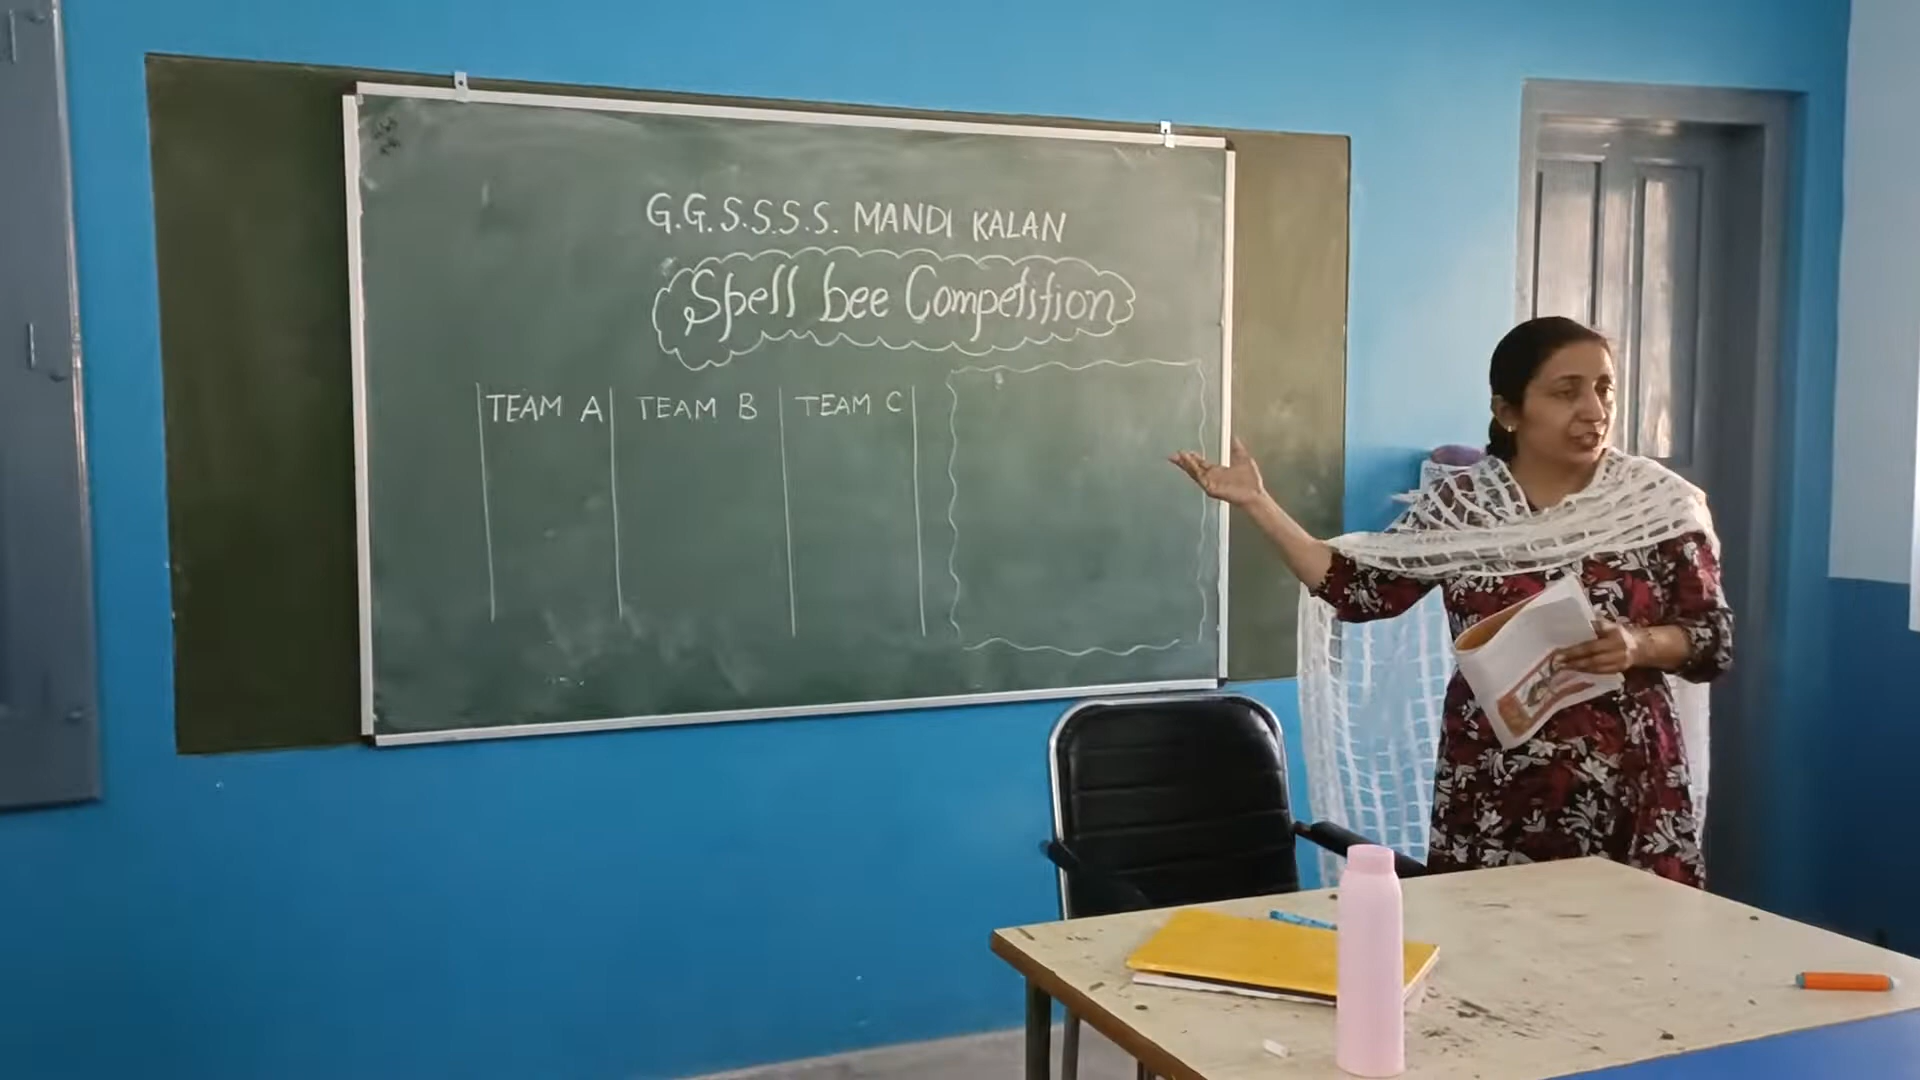 G.G.S.S.S.S. MANDI KALAN
Spell bee Competition
TEAM A TEAM B TEAM C